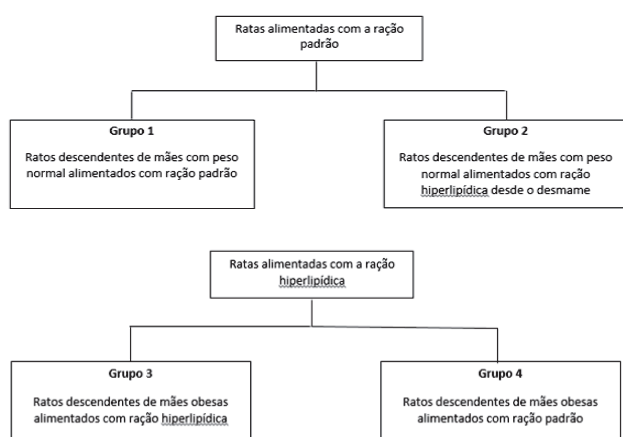 Ratas alimentadas com a ração
padrão
Grupo 1
Ratos descendentes de mães com peso
normal alimentados com ração padrão
Grupo 2
Ratos descendentes de mães com peso
normal alimentados com ração
hiperlipídica desde o desmame
Ratas alimentadas com a ração
hiperlipídica
Grupo 3
Ratos descendentes de mães obesas
alimentados com ração hiperlipídica
Grupo 4
Ratos descendentes de mães obesas
alimentados com ração padrão